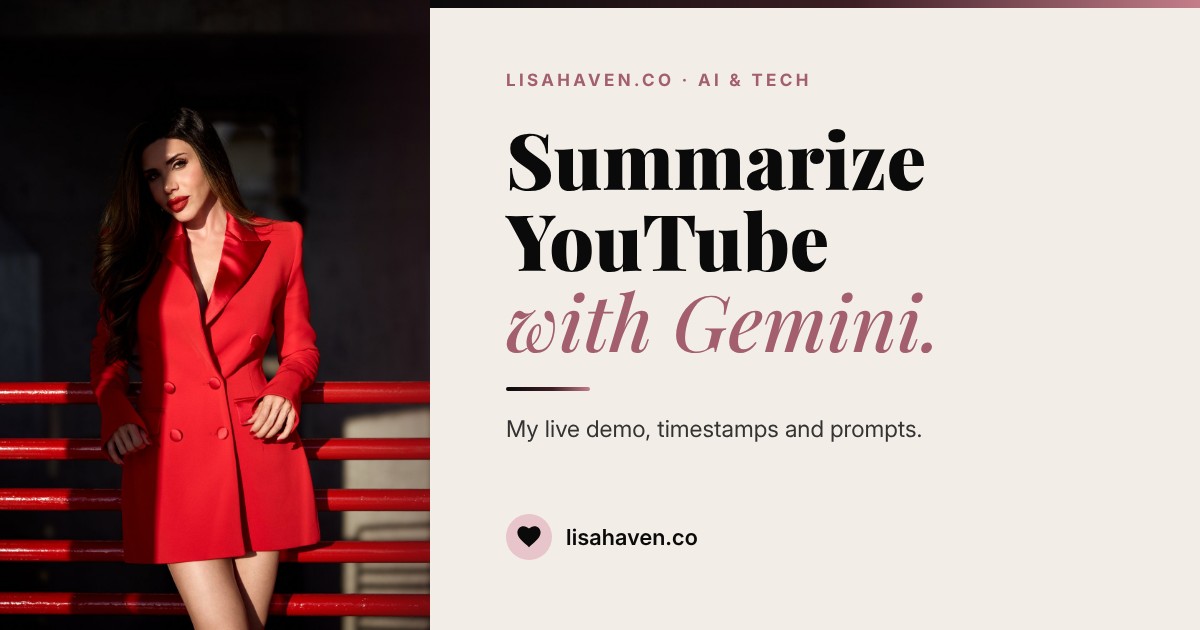 LISAHAVEN.CO · AI & TECH
Summarize
YouTube
with Gemini.
My live demo, timestamps and prompts.
lisahaven.co